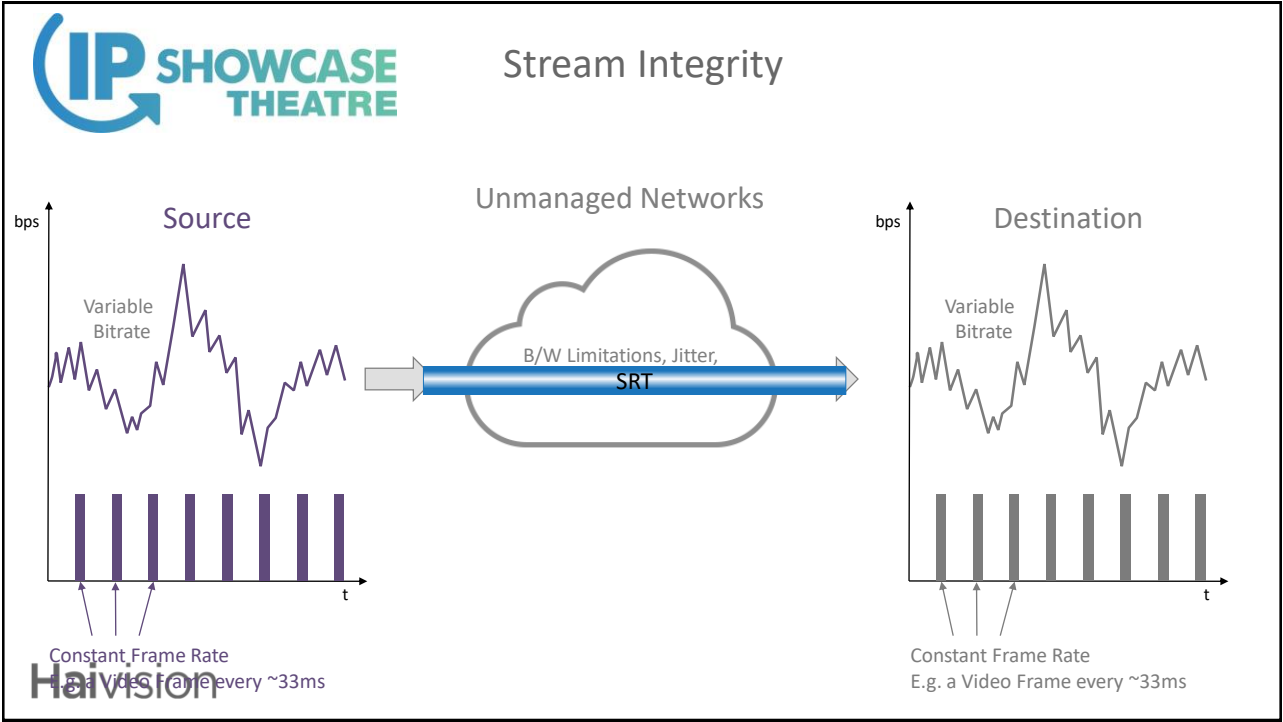 IP SHOWCASE
THEATRE
Stream Integrity
Unmanaged Networks
bps
Source
Variable
Bitrate
t
Constant Frame Rate
E.g. a Video Frame every ~33ms
Haivision
B/W Limitations, Jitter,
SRT
bps
Destination
Variable
Bitrate
t
Constant Frame Rate
E.g. a Video Frame every ~33ms